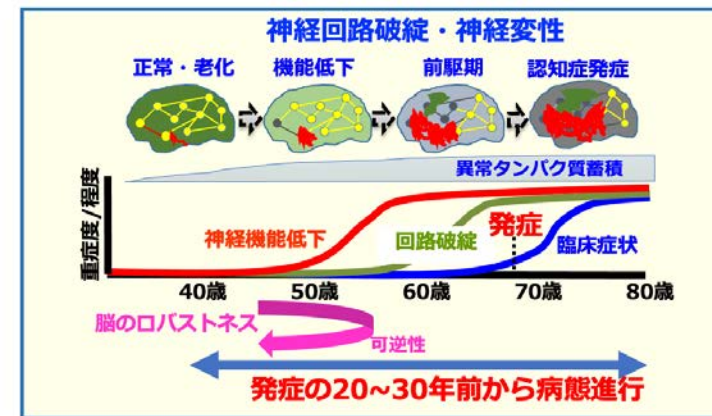 神経回路破綻・神経変性
正常・老化 機能低下 前駆期 認知症発症
異常タンパク質蓄積
重症度/程度
神経機能低下 回路破綻 発症 臨床症状
40歳 50歳 60歳 70歳 80歳
脳のロバストネス
可逆性
発症の20~30年前から病態進行